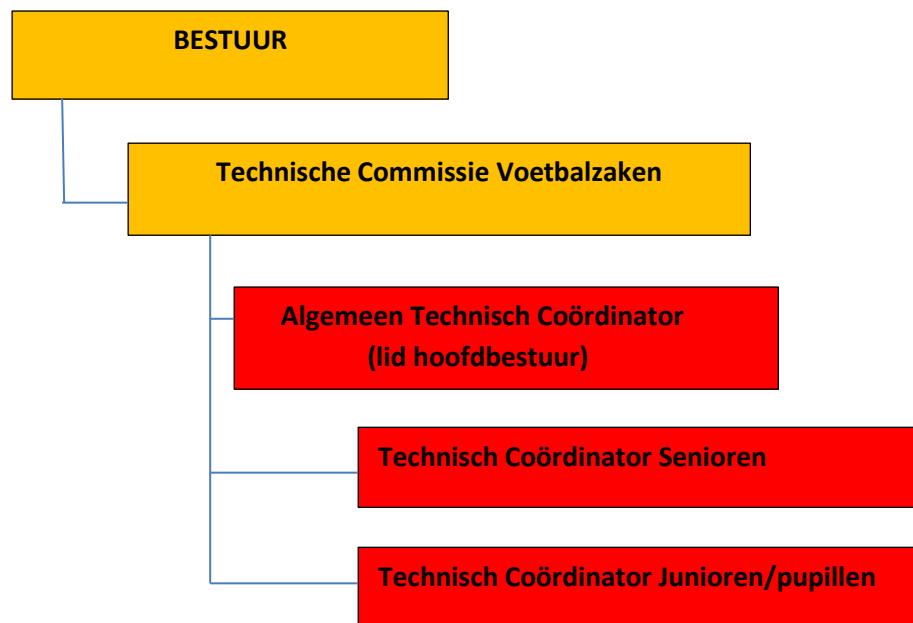 BESTUUR
Technische Commissie Voetbalzaken
Algemeen Technisch Coördinator
(lid hoofdbestuur)
Technisch Coördinator Senioren
Technisch Coördinator Junioren/pupillen